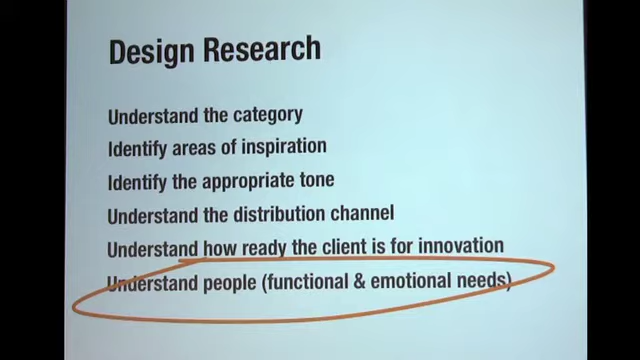 Design Research
Understand the category
Identify areas of inspiration
Identify the appropriate tone
Understand the distribution channel
Understand how ready the client is for innovation
Understand people (functional & emotional needs)